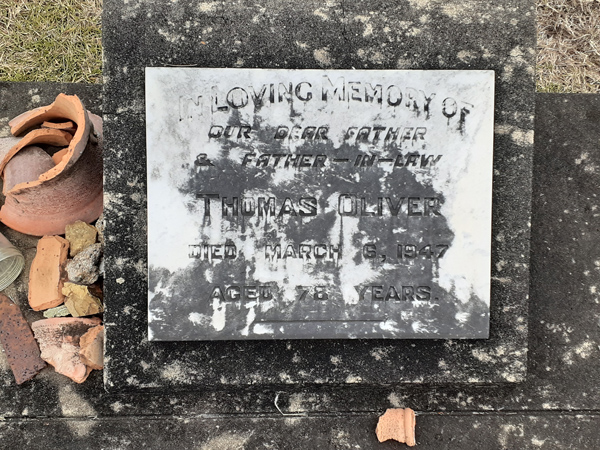 IN LOVING MEMORY OF
OUR DEAR FATHER
& FATHER-IN-LAW
THOMAS OLIVER
DIED MARCH 6, 1947
AGED 78 YEARS.